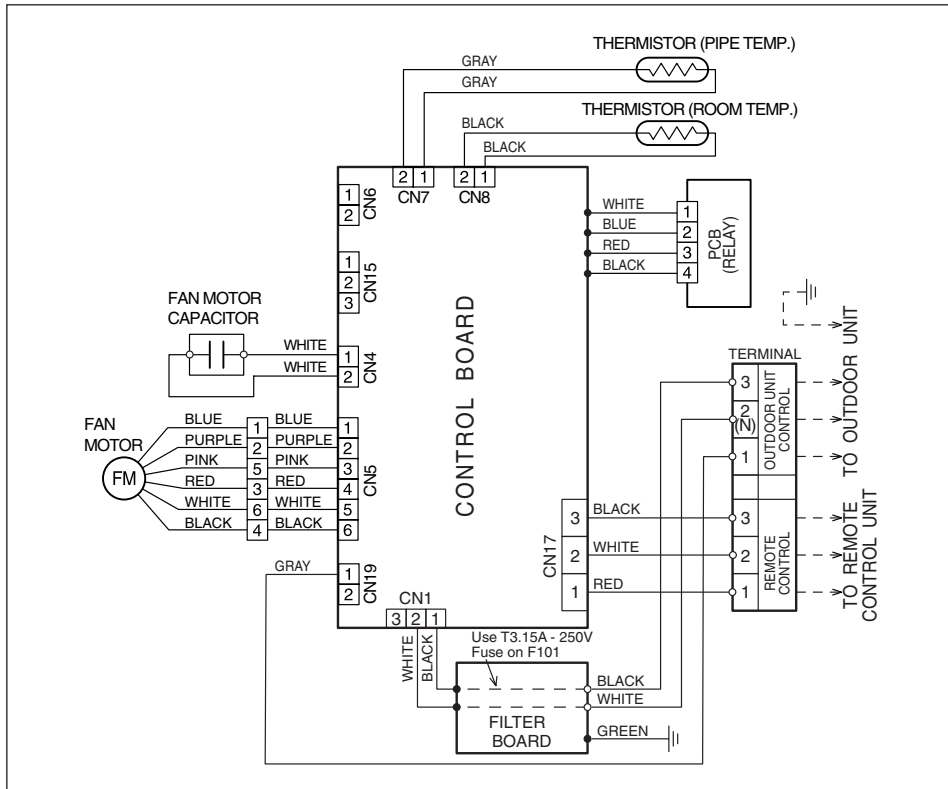 THERMISTOR (PIPE TEMP.)
GRAY
GRAY
THERMISTOR (ROOM TEMP.)
BLACK
BLACK
2 1
CN7
2 1
CN8
1
2
CN6
1
2
3
CN15
WHITE
BLUE
RED
BLACK
1
2
3
4
PCB
(RELAY)
FAN MOTOR
CAPACITOR
WHITE
WHITE
1
2
CN4
CONTROL BOARD
TERMINAL
3
2
(N)
1
OUTDOOR UNIT
CONTROL
TO OUTDOOR UNIT
FAN
MOTOR
FM
BLUE 1 BLUE 1
PURPLE 2 PURPLE 2
PINK 5 PINK 3
RED 3 RED 4
WHITE 6 WHITE 5
BLACK 4 BLACK 6
CN5
3 BLACK
2 WHITE
1 RED
CN17
3
2
1
REMOTE
CONTROL
TO REMOTE
CONTROL UNIT
GRAY
1
2
CN19
CN1
3 2 1
WHITE
BLACK
Use T3.15A - 250V
Fuse on F101
BLACK
WHITE
GREEN
FILTER
BOARD